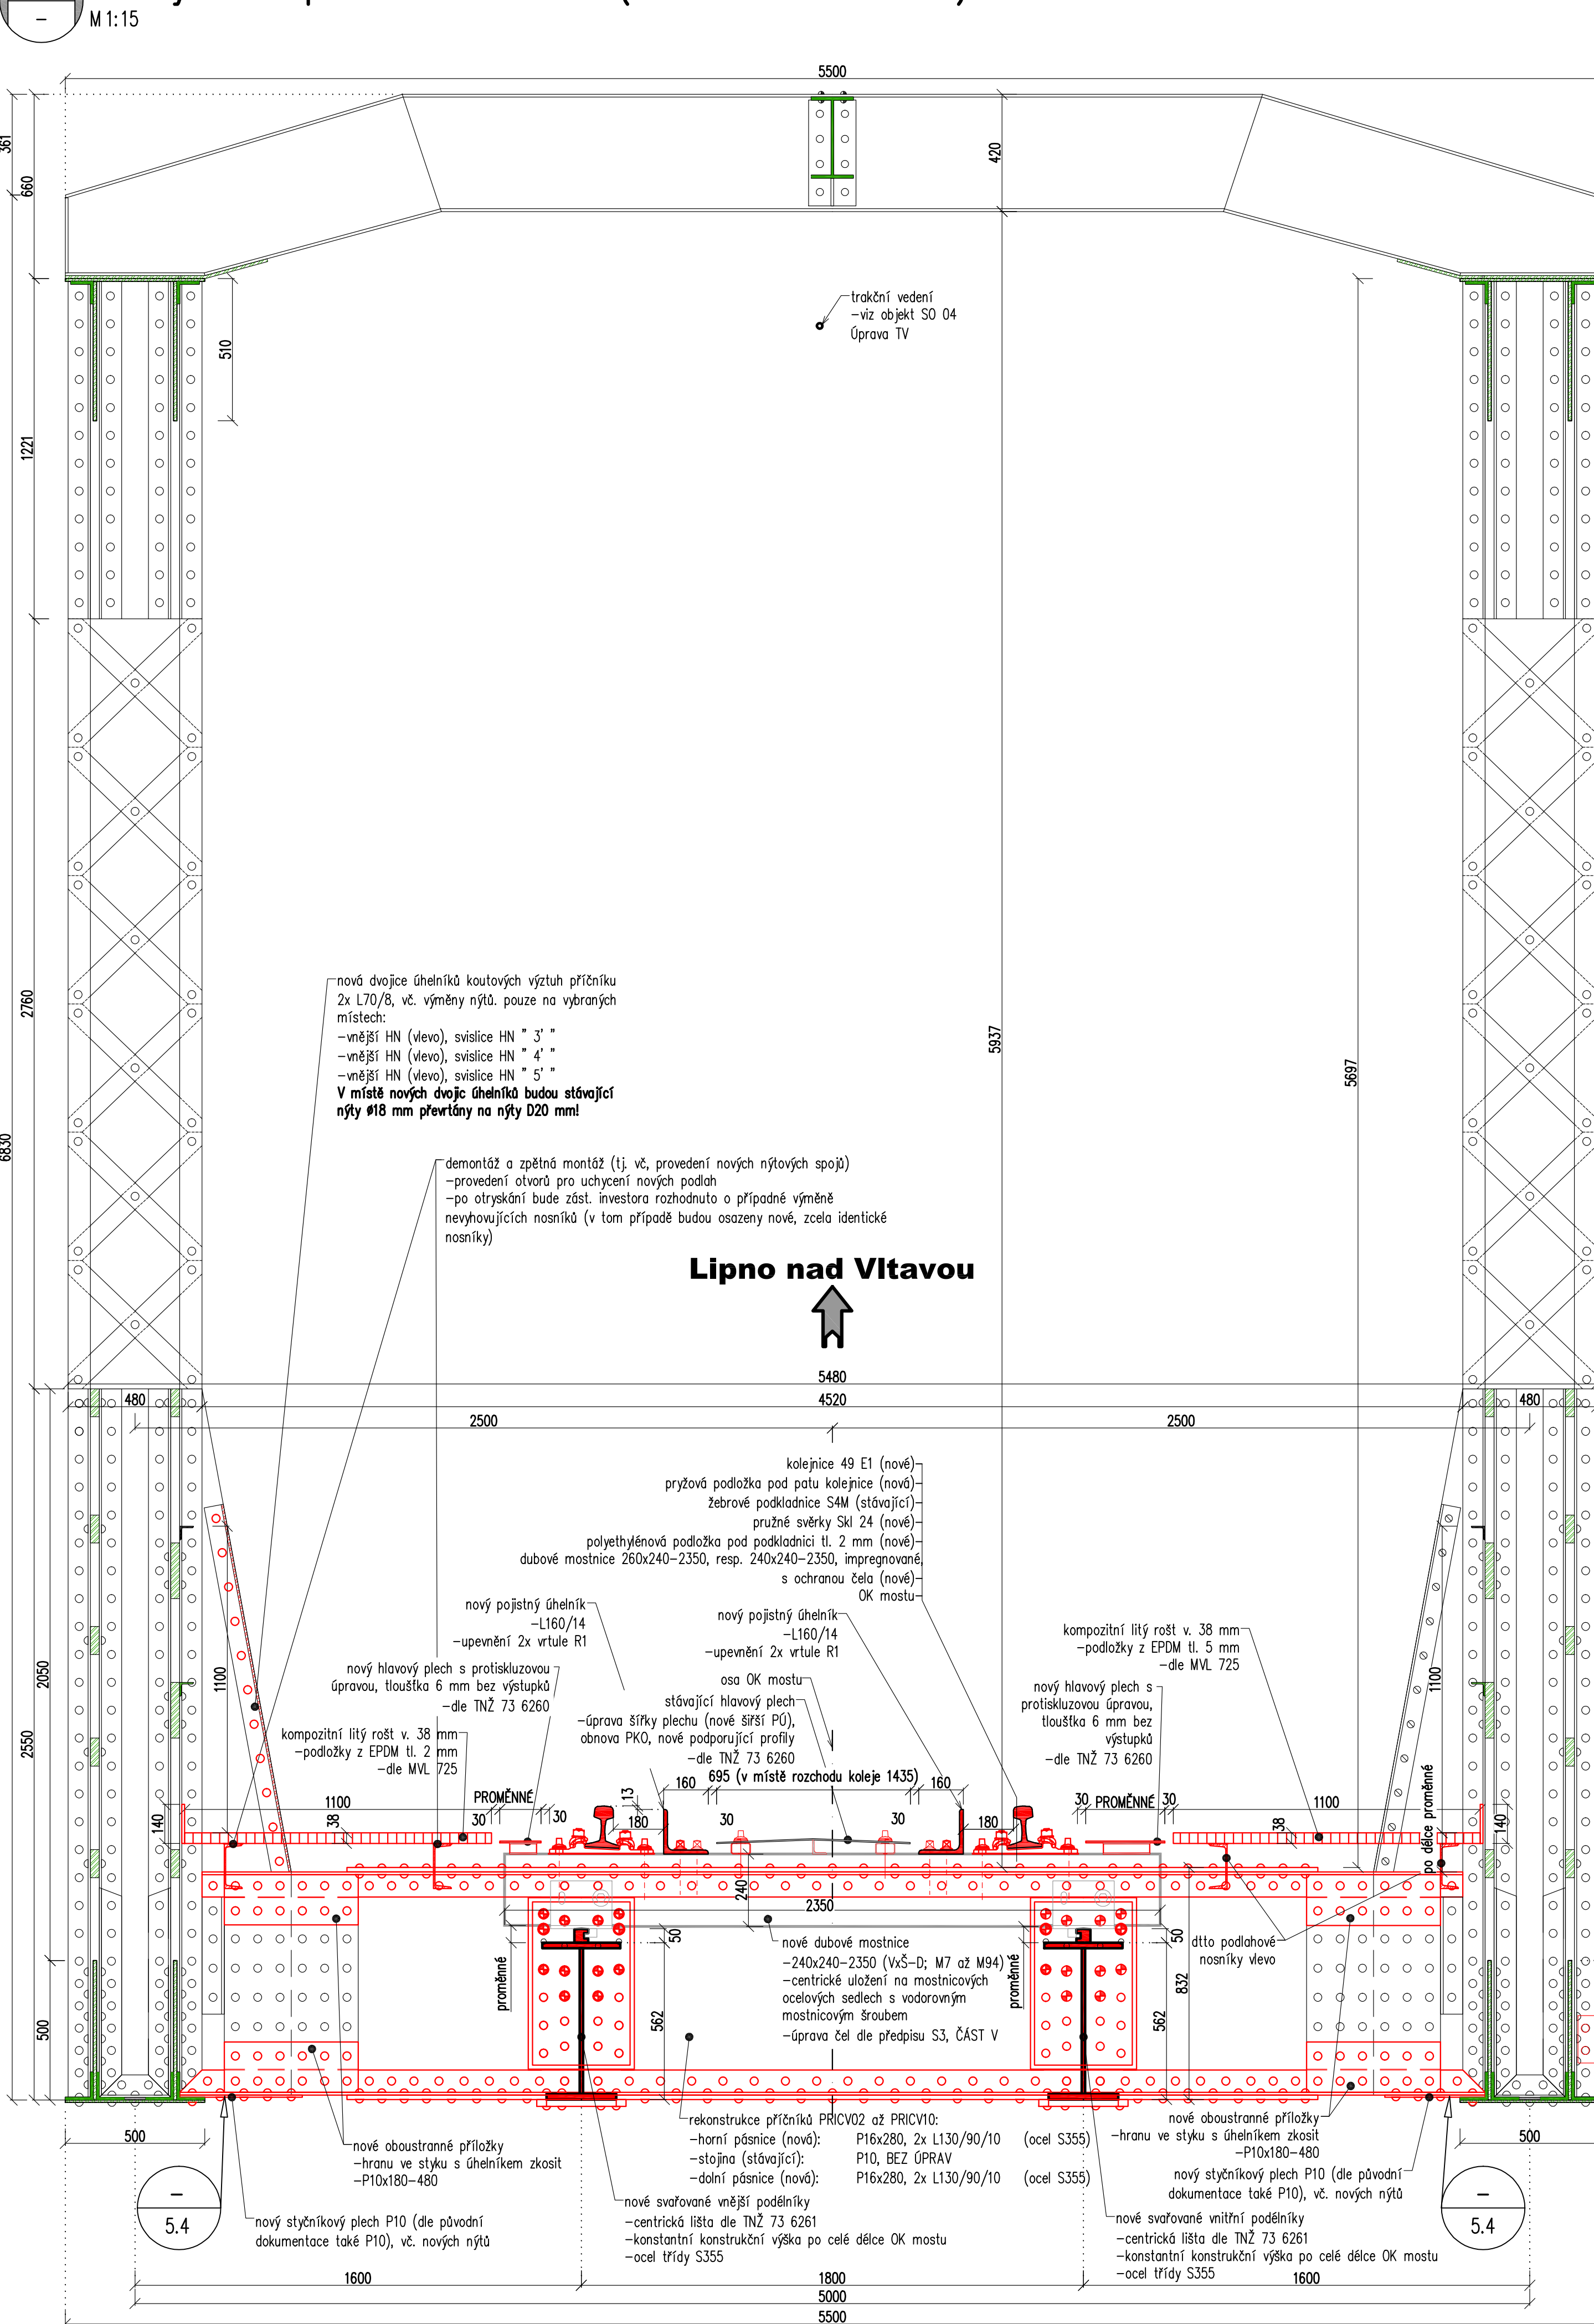 M 1:15
5500
361
660
420
trakční vedení
-viz objekt SO 04
Úprava TV
510
1221
2760
5937
5697
6830
nová dvojice úhelníků koutových výztuh příčníku
2x L70/8, vč. výměny nýtů. pouze na vybraných
místech:
-vnější HN (vlevo), svislice HN " 3' "
-vnější HN (vlevo), svislice HN " 4' "
-vnější HN (vlevo), svislice HN " 5' "
V místě nových dvojic úhelníků budou stávající
nýty ø18 mm převrtány na nýty D20 mm!
demontáž a zpětná montáž (tj. vč, provedení nových nýtových spojů)
-provedení otvorů pro uchycení nových podlah
-po otryskání bude zást. investora rozhodnuto o případné výměně
nevyhovujících nosníků (v tom případě budou osazeny nové, zcela identické
nosníky)
Lipno nad Vltavou
5480
480
4520
480
2500
2500
kolejnice 49 E1 (nové)
pryžová podložka pod patu kolejnice (nová)
žebrové podkladnice S4M (stávající)
pružné svěrky Skl 24 (nové)
polyethylénová podložka pod podkladnici tl. 2 mm (nové)
dubové mostnice 260x240-2350, resp. 240x240-2350, impregnované,
s ochranou čela (nové)
OK mostu
nový pojistný úhelník
-L160/14
-upevnění 2x vrtule R1
nový pojistný úhelník
-L160/14
-upevnění 2x vrtule R1
kompozitní litý rošt v. 38 mm
-podložky z EPDM tl. 5 mm
-dle MVL 725
nový hlavový plech s protiskluzovou
úpravou, tloušťka 6 mm bez výstupků
-dle TNŽ 73 6260
osa OK mostu
stávající hlavový plech
-úprava šířky plechu (nové širší PÚ),
obnova PKO, nové podporující profily
-dle TNŽ 73 6260
nový hlavový plech s
protiskluzovou úpravou,
tloušťka 6 mm bez
výstupků
-dle TNŽ 73 6260
kompozitní litý rošt v. 38 mm
-podložky z EPDM tl. 2 mm
-dle MVL 725
1100
1100
2050
2550
160
695 (v místě rozchodu koleje 1435)
160
1100
PROMĚNNÉ
13
30
PROMĚNNÉ
30
1100
140
38
30
30
180
30
30
180
38
po délce proměnné
140
240
2350
50
50
proměnné
proměnné
562
562
832
500
nové dubové mostnice
-240x240-2350 (VxŠ-D; M7 až M94)
-centrické uložení na mostnicových
ocelových sedlech s vodorovným
mostnicovým šroubem
-úprava čel dle předpisu S3, ČÁST V
dtto podlahové
nosníky vlevo
500
nové oboustranné příložky
-hranu ve styku s úhelníkem zkosit
-P10x180-480
rekonstrukce příčníků PRICV02 až PRICV10:
-horní pásnice (nová): P16x280, 2x L130/90/10 (ocel S355)
-stojina (stávající): P10, BEZ ÚPRAV
-dolní pásnice (nová): P16x280, 2x L130/90/10 (ocel S355)
nové oboustranné příložky
-hranu ve styku s úhelníkem zkosit
-P10x180-480
500
-
5.4
nový styčníkový plech P10 (dle původní
dokumentace také P10), vč. nových nýtů
nové svařované vnější podélníky
-centrická lišta dle TNŽ 73 6261
-konstantní konstrukční výška po celé délce OK mostu
-ocel třídy S355
nový styčníkový plech P10 (dle původní
dokumentace také P10), vč. nových nýtů
-
5.4
nové svařované vnitřní podélníky
-centrická lišta dle TNŽ 73 6261
-konstantní konstrukční výška po celé délce OK mostu
-ocel třídy S355
1600
1800
1600
5000
5500